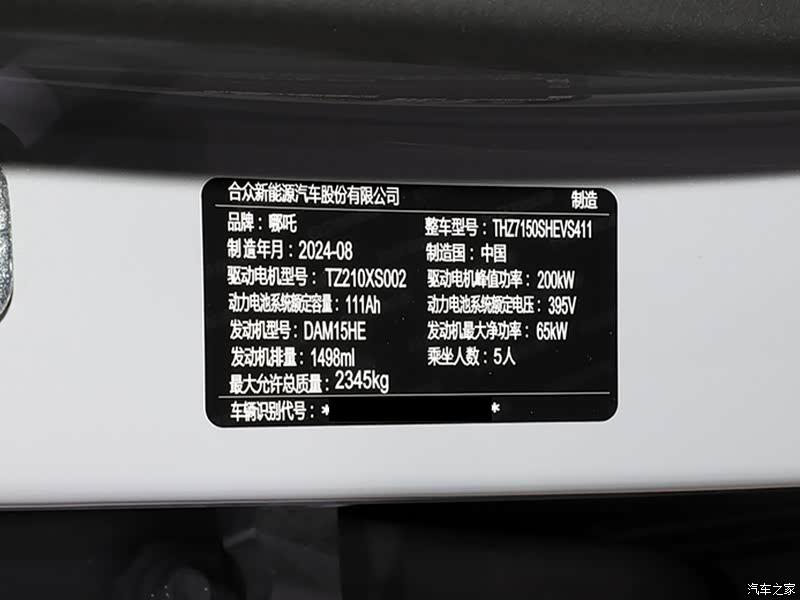 合众新能源汽车股份有限公司 制造
品牌：哪吒 整车型号：THZ7150SHEVS411
制造年月：2024-08 制造国：中国
驱动电机型号：TZ210XS002 驱动电机峰值功率：200kW
动力电池系统额定容量：111Ah 动力电池系统额定电压：395V
发动机型号：DAM15HE 发动机最大净功率：65kW
发动机排量：1498ml 乘坐人数：5人
最大允许总质量：2345kg
车辆识别代号：* *
汽车之家